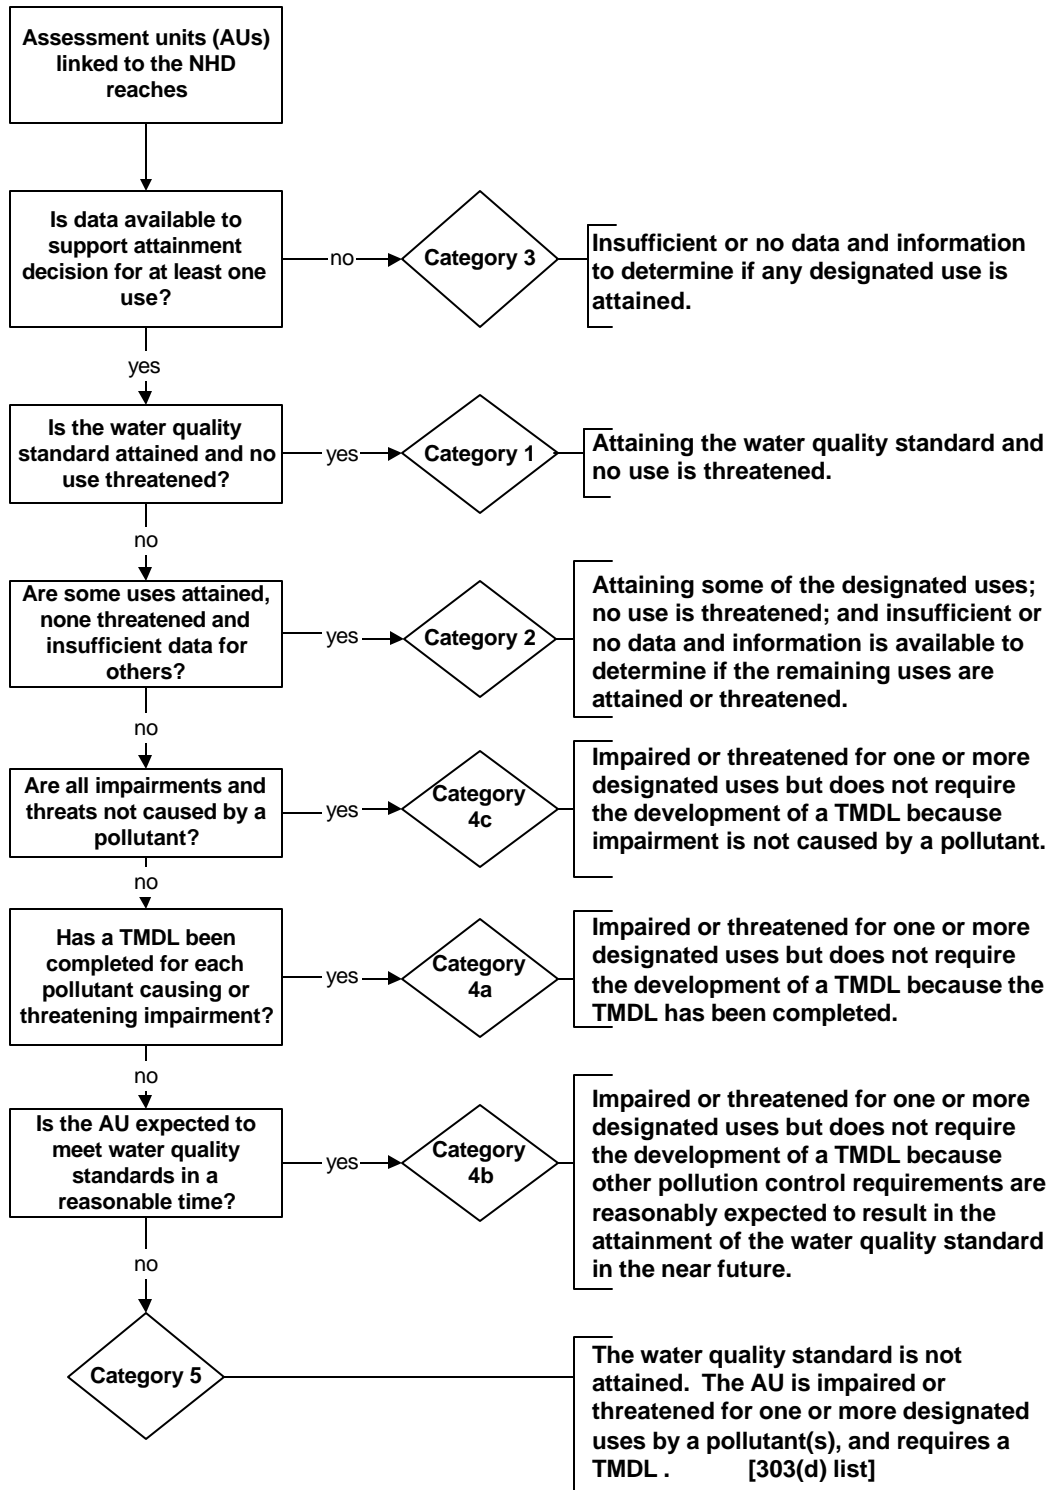 Assessment units (AUs)
linked to the NHD
reaches
Is data available to
support attainment
decision for at least one
use?
no
Category 3
Insufficient or no data and information
to determine if any designated use is
attained.
yes
Is the water quality
standard attained and no
use threatened?
yes
Category 1
Attaining the water quality standard and
no use is threatened.
no
Are some uses attained,
none threatened and
insufficient data for
others?
yes
Category 2
Attaining some of the designated uses;
no use is threatened; and insufficient or
no data and information is available to
determine if the remaining uses are
attained or threatened.
no
Are all impairments and
threats not caused by a
pollutant?
yes
Category
4c
Impaired or threatened for one or more
designated uses but does not require
the development of a TMDL because
impairment is not caused by a pollutant.
no
Has a TMDL been
completed for each
pollutant causing or
threatening impairment?
yes
Category
4a
Impaired or threatened for one or more
designated uses but does not require
the development of a TMDL because the
TMDL has been completed.
no
Is the AU expected to
meet water quality
standards in a
reasonable time?
yes
Category
4b
Impaired or threatened for one or more
designated uses but does not require
the development of a TMDL because
other pollution control requirements are
reasonably expected to result in the
attainment of the water quality standard
in the near future.
no
Category 5
The water quality standard is not
attained. The AU is impaired or
threatened for one or more designated
uses by a pollutant(s), and requires a
TMDL . [303(d) list]